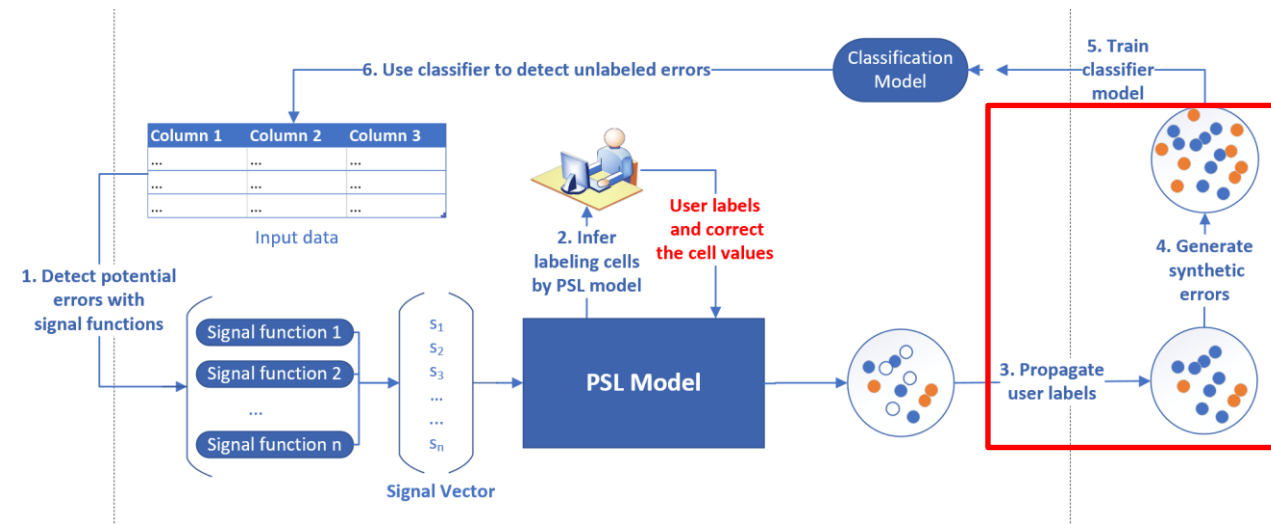 5. Train
classifier
model
Classification
Model
6. Use classifier to detect unlabeled errors
Column 1 Column 2 Column 3
... ... ...
... ... ...
... ... ...
Input data
User labels
and correct
the cell values
2. Infer
labeling cells
by PSL model
4. Generate
synthetic
errors
1. Detect potential
errors with
signal functions
Signal function 1
Signal function 2
...
Signal function n
s1
s2
s3
...
...
sn
Signal Vector
PSL Model
3. Propagate
user labels